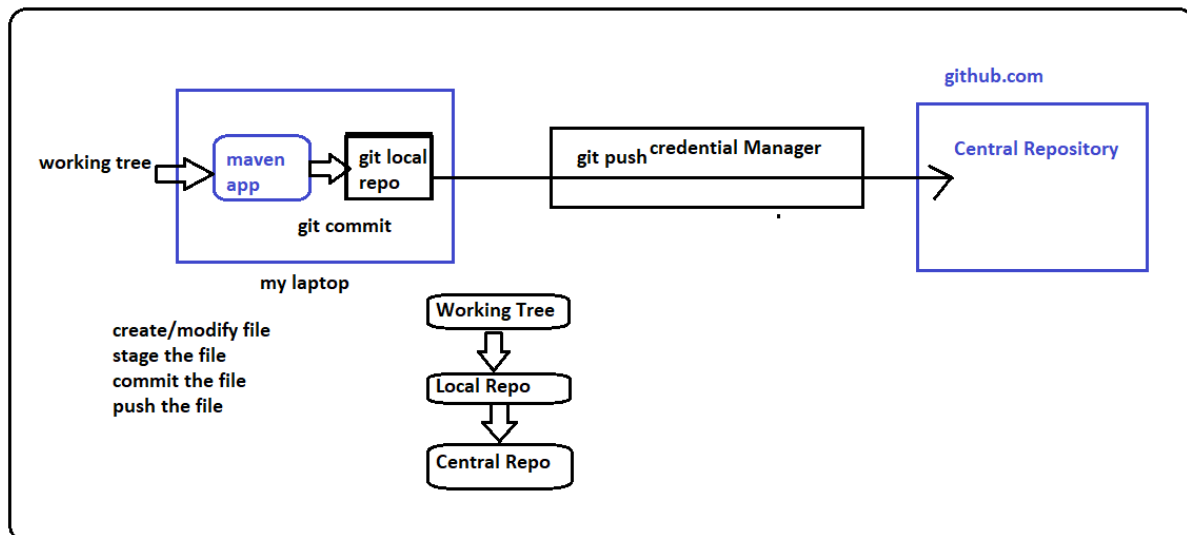 github.com
working tree
maven
app
git local
repo
git push credential Manager
Central Repository
git commit
my laptop
create/modify file
stage the file
commit the file
push the file
Working Tree
Local Repo
Central Repo